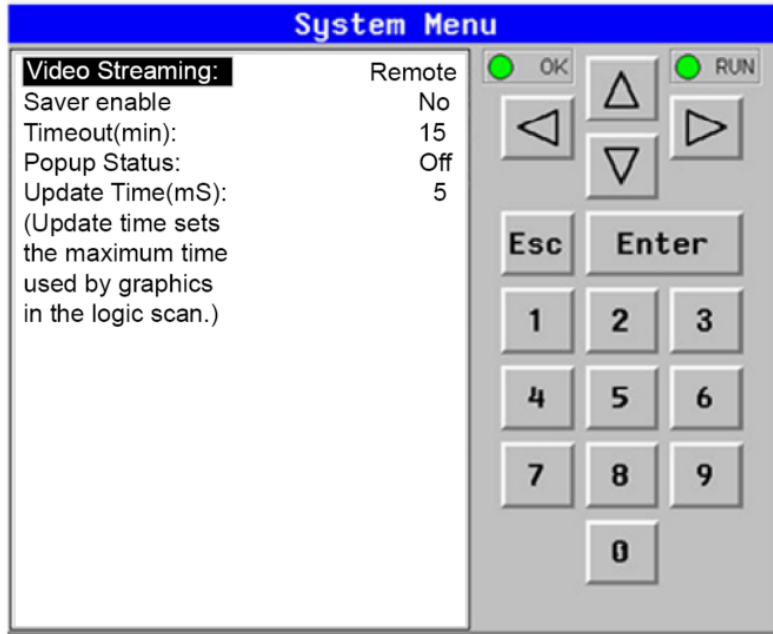 System Menu
Video Streaming: Remote
Saver enable No
Timeout(min): 15
Popup Status: Off
Update Time(mS): 5
(Update time sets
the maximum time
used by graphics
in the logic scan.)
OK RUN
Esc Enter
1 2 3
4 5 6
7 8 9
0